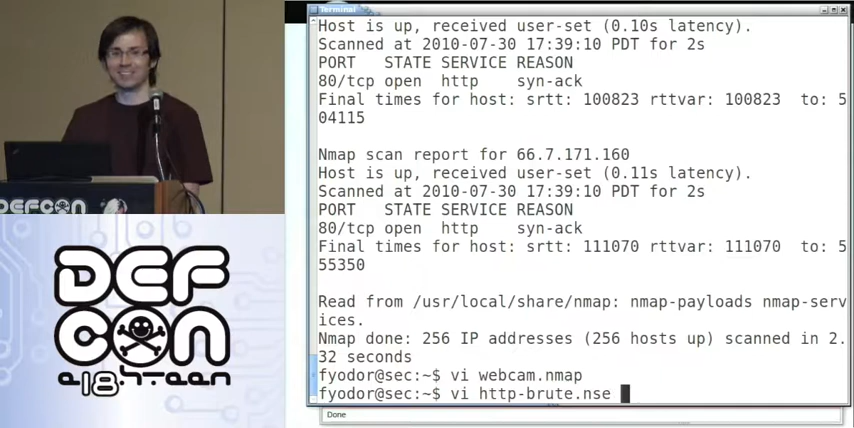 Terminal
Host is up, received user-set (0.10s latency).
Scanned at 2010-07-30 17:39:10 PDT for 2s
PORT   STATE SERVICE REASON
80/tcp open  http    syn-ack
Final times for host: srtt: 100823 rttvar: 100823  to: 5
04115
Nmap scan report for 66.7.171.160
Host is up, received user-set (0.11s latency).
Scanned at 2010-07-30 17:39:10 PDT for 2s
PORT   STATE SERVICE REASON
80/tcp open  http    syn-ack
Final times for host: srtt: 111070 rttvar: 111070  to: 5
55350
Read from /usr/local/share/nmap: nmap-payloads nmap-serv
ices.
Nmap done: 256 IP addresses (256 hosts up) scanned in 2.
32 seconds
fyodor@sec:~$ vi webcam.nmap
fyodor@sec:~$ vi http-brute.nse
Done
DEFCON
DEF
CON
e18hteen